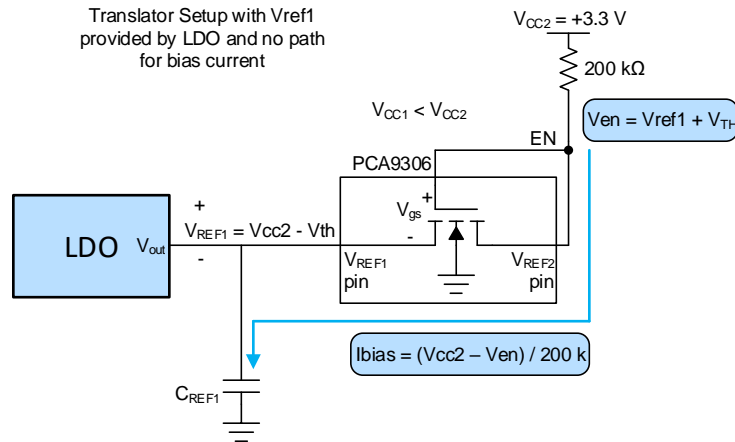 Translator Setup with Vref1
provided by LDO and no path
for bias current
VCC2 = +3.3 V
200 kΩ
VCC1 < VCC2
Ven = Vref1 + VTH
EN
PCA9306
+
Vgs
-
+
VREF1 = Vcc2 - Vth
-
LDO
Vout
VREF1
pin
VREF2
pin
Ibias = (Vcc2 – Ven) / 200 k
CREF1